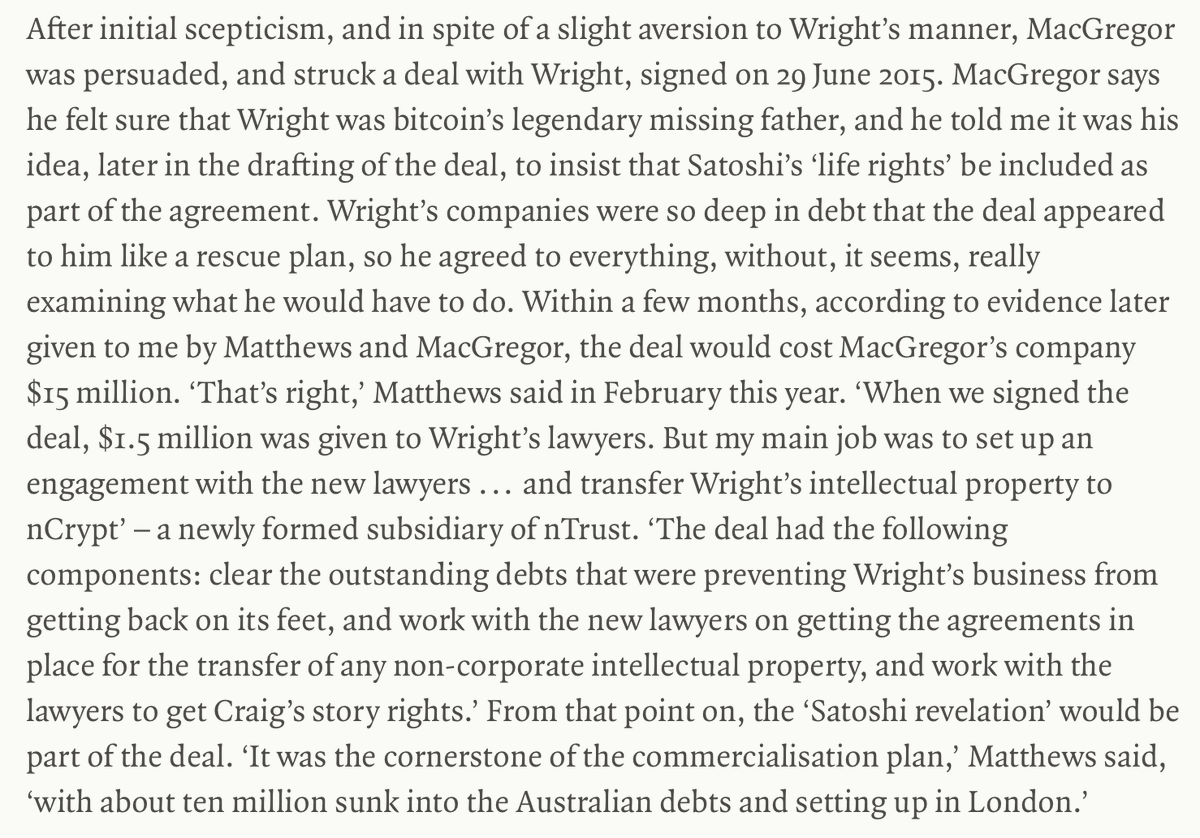 After initial scepticism, and in spite of a slight aversion to Wright’s manner, MacGregor
was persuaded, and struck a deal with Wright, signed on 29 June 2015. MacGregor says
he felt sure that Wright was bitcoin’s legendary missing father, and he told me it was his
idea, later in the drafting of the deal, to insist that Satoshi’s ‘life rights’ be included as
part of the agreement. Wright’s companies were so deep in debt that the deal appeared
to him like a rescue plan, so he agreed to everything, without, it seems, really
examining what he would have to do. Within a few months, according to evidence later
given to me by Matthews and MacGregor, the deal would cost MacGregor’s company
$15 million. ‘That’s right,’ Matthews said in February this year. ‘When we signed the
deal, $1.5 million was given to Wright’s lawyers. But my main job was to set up an
engagement with the new lawyers … and transfer Wright’s intellectual property to
nCrypt’ – a newly formed subsidiary of nTrust. ‘The deal had the following
components: clear the outstanding debts that were preventing Wright’s business from
getting back on its feet, and work with the new lawyers on getting the agreements in
place for the transfer of any non-corporate intellectual property, and work with the
lawyers to get Craig’s story rights.’ From that point on, the ‘Satoshi revelation’ would be
part of the deal. ‘It was the cornerstone of the commercialisation plan,’ Matthews said,
‘with about ten million sunk into the Australian debts and setting up in London.’